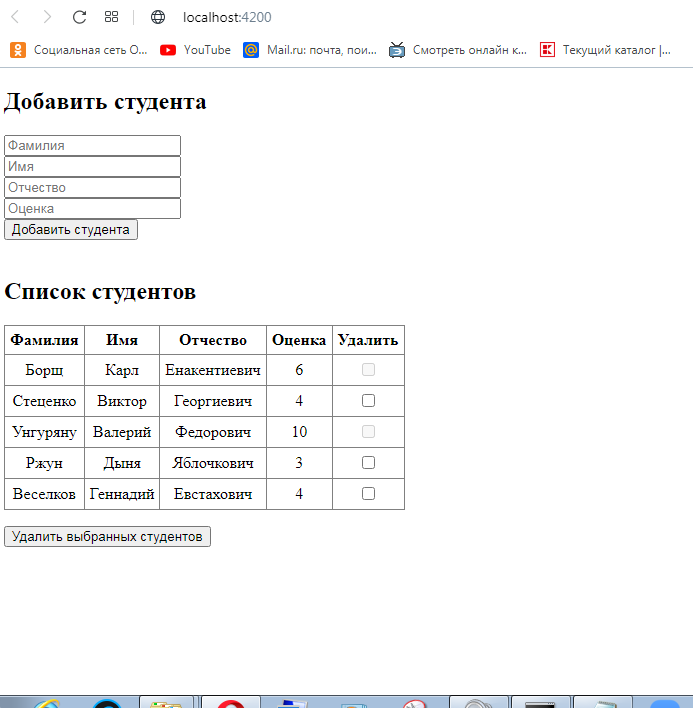 localhost:4200
Социальная сеть О... YouTube Mail.ru: почта, пои... Смотреть онлайн к... Текущий каталог |...
Добавить студента
Фамилия
Имя
Отчество
Оценка
Добавить студента
Список студентов
Фамилия Имя Отчество Оценка Удалить
Борщ Карл Енакентиевич 6
Стеценко Виктор Георгиевич 4
Унгуряну Валерий Федорович 10
Ржун Дыня Яблочкович 3
Веселков Геннадий Евстахович 4
Удалить выбранных студентов